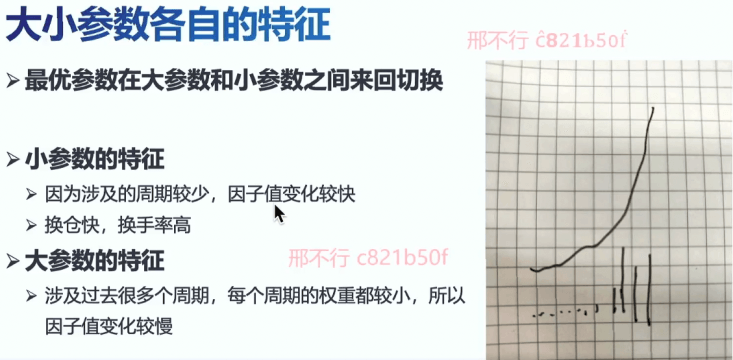 大小参数各自的特征
邢不行 c821b50f
最优参数在大参数和小参数之间来回切换
小参数的特征
因为涉及的周期较少，因子值变化较快
换仓快，换手率高
邢不行 c821b50f
大参数的特征
涉及过去很多个周期，每个周期的权重都较小，所以
因子值变化较慢